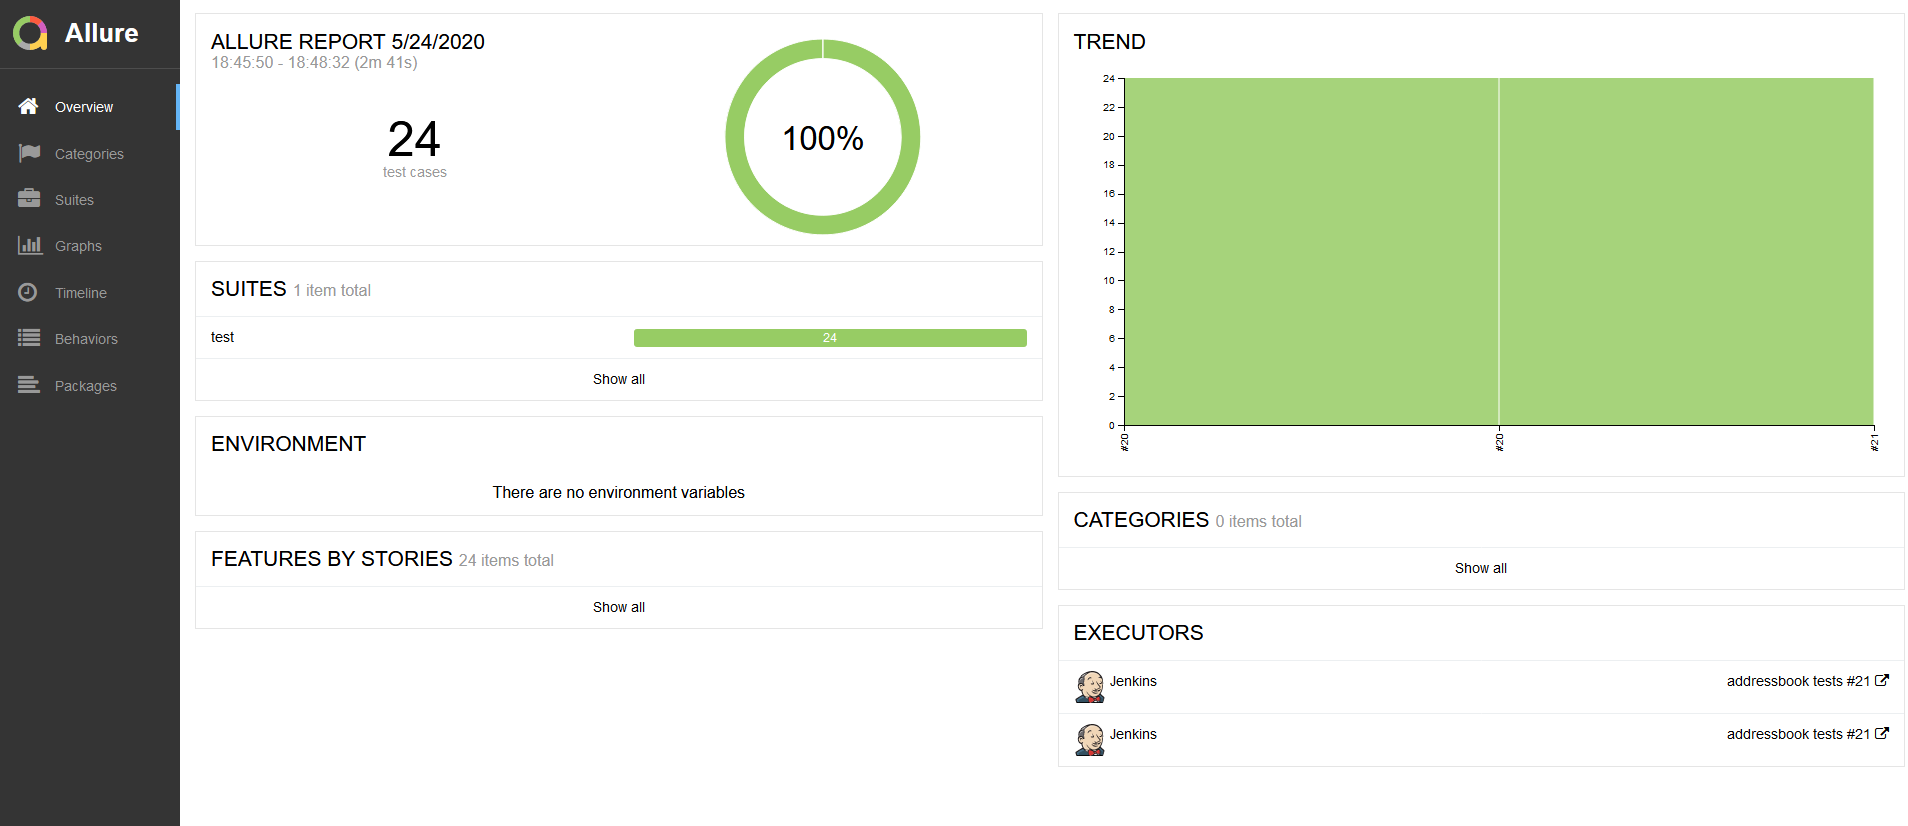 Allure
Overview
Categories
Suites
Graphs
Timeline
Behaviors
Packages
ALLURE REPORT 5/24/2020
18:45:50 - 18:48:32 (2m 41s)
24
test cases
100%
SUITES 1 item total
test 24
Show all
ENVIRONMENT
There are no environment variables
FEATURES BY STORIES 24 items total
Show all
TREND
24
22
20
18
16
14
12
10
8
6
4
2
0
#20 #20 #21
CATEGORIES 0 items total
Show all
EXECUTORS
Jenkins addressbook tests #21
Jenkins addressbook tests #21